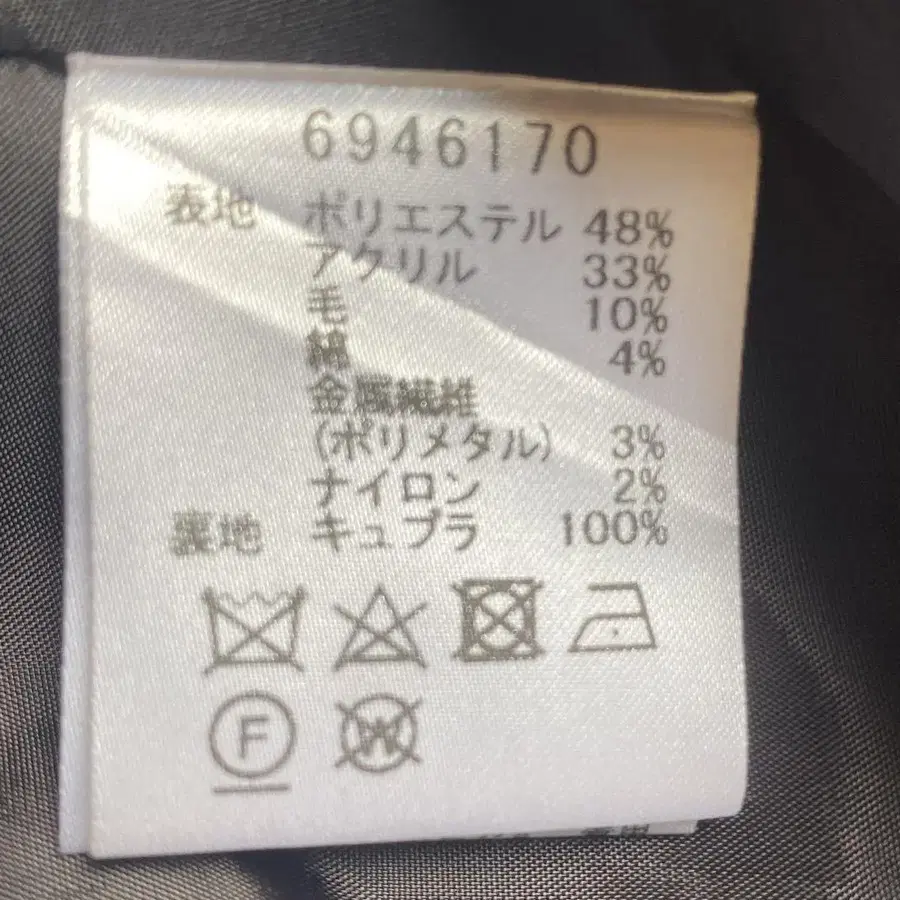 6946170
表地 ポリエステル 48%
アクリル 33%
毛 10%
綿 4%
金属繊維
(ポリメタル) 3%
ナイロン 2%
裏地 キュプラ 100%
F
W